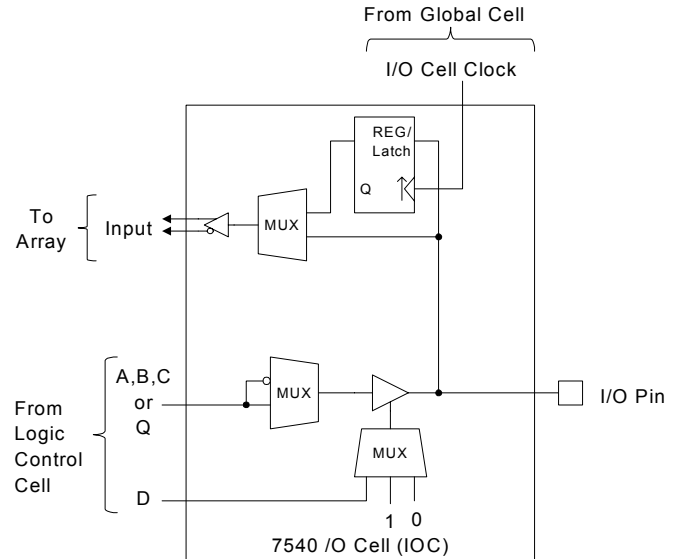 From Global Cell
I/O Cell Clock
REG/
Latch
Q
MUX
To
Array
Input
A,B,C
or
Q
MUX
From
Logic
Control
Cell
I/O Pin
MUX
D
1 0
7540 /O Cell (IOC)